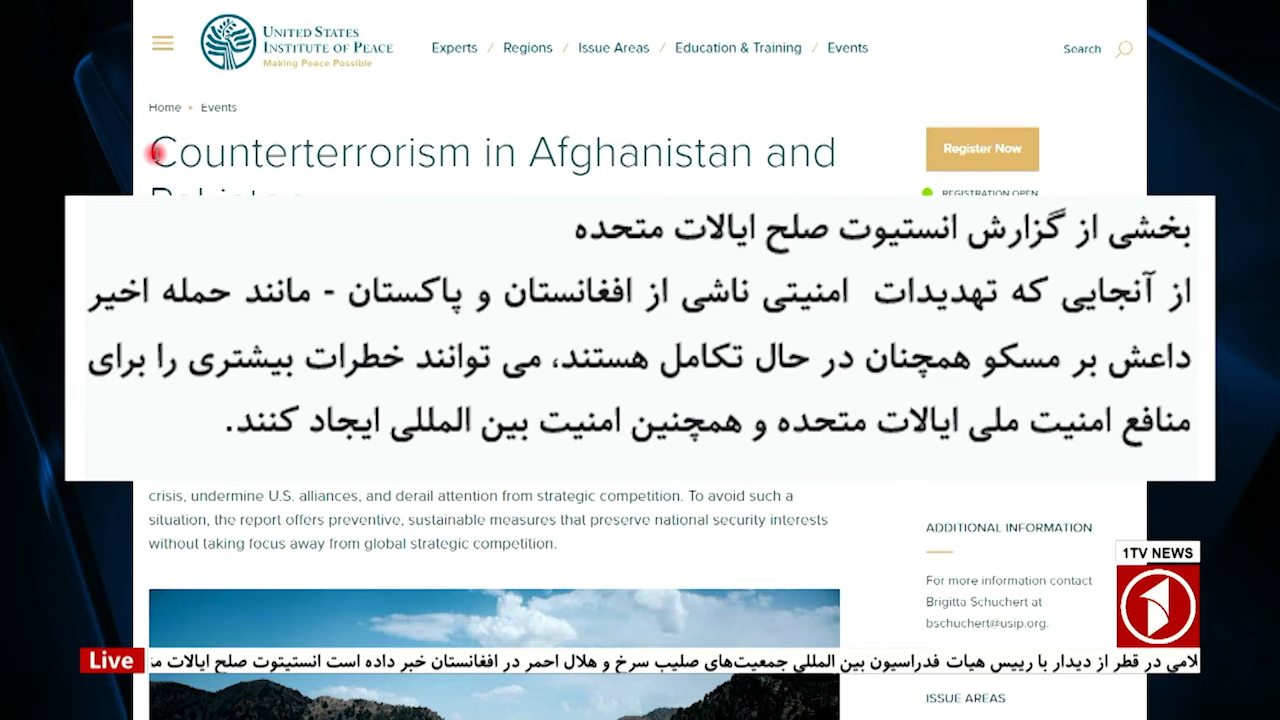 UNITED STATES
INSTITUTE OF PEACE
Making Peace Possible
Experts / Regions / Issue Areas / Education & Training / Events
Search
Home ▸ Events
Counterterrorism in Afghanistan and
Register Now
REGISTRATION OPEN
بخشی از گزارش انستیوت صلح ایالات متحده
از آنجایی که تهدیدات امنیتی ناشی از افغانستان و پاکستان - مانند حمله اخیر
داعش بر مسکو همچنان در حال تکامل هستند، می توانند خطرات بیشتری را برای
منافع امنیت ملی ایالات متحده و همچنین امنیت بین المللی ایجاد کنند.
crisis, undermine U.S. alliances, and derail attention from strategic competition. To avoid such a
situation, the report offers preventive, sustainable measures that preserve national security interests
without taking focus away from global strategic competition.
ADDITIONAL INFORMATION
For more information contact
Brigitta Schuchert at
bschuchert@usip.org.
1TV NEWS
Live
لامی در قطر از دیدار با رییس هیات فدراسیون بین المللی جمعیت‌های صلیب سرخ و هلال احمر در افغانستان خبر داده است انستیتوت صلح ایالات
ISSUE AREAS